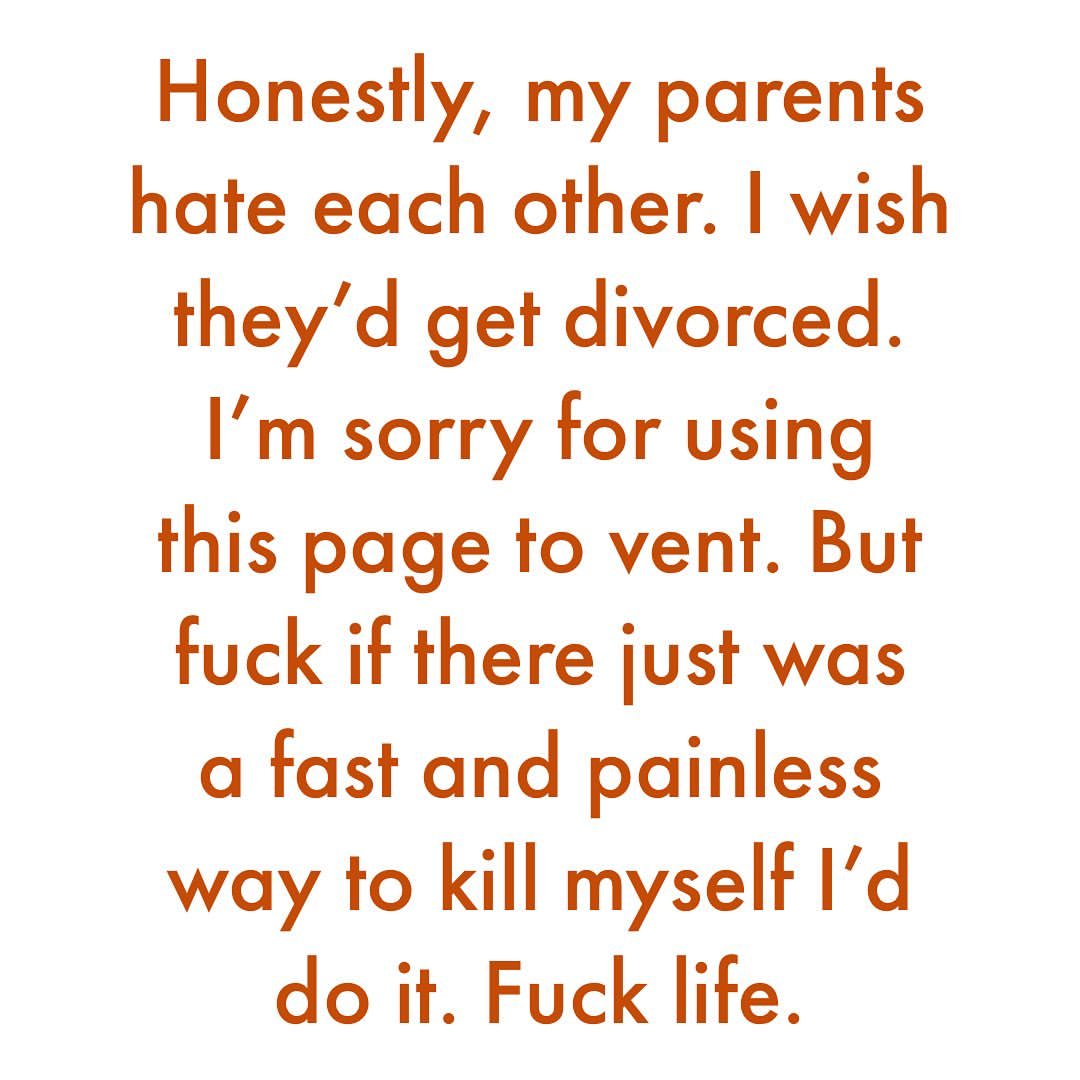 Honestly, my parents
hate each other. I wish
they’d get divorced.
I’m sorry for using
this page to vent. But
fuck if there just was
a fast and painless
way to kill myself I’d
do it. Fuck life.